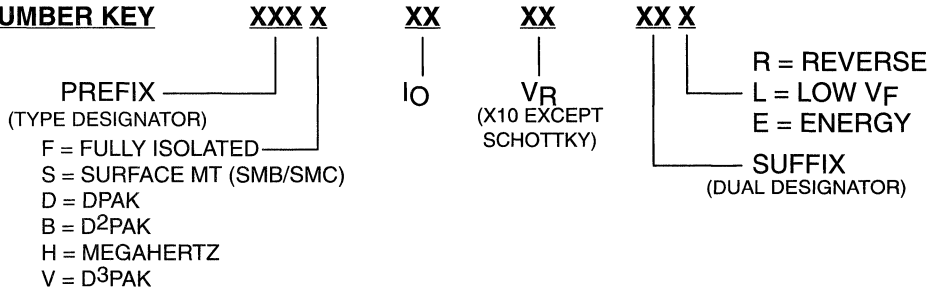 UMBER KEY XXX X XX XX XX X
R = REVERSE
PREFIX IO VR L = LOW VF
(TYPE DESIGNATOR) (X10 EXCEPT E = ENERGY
SCHOTTKY)
F = FULLY ISOLATED
SUFFIX
S = SURFACE MT (SMB/SMC) (DUAL DESIGNATOR)
D = DPAK
B = D2PAK
H = MEGAHERTZ
V = D3PAK